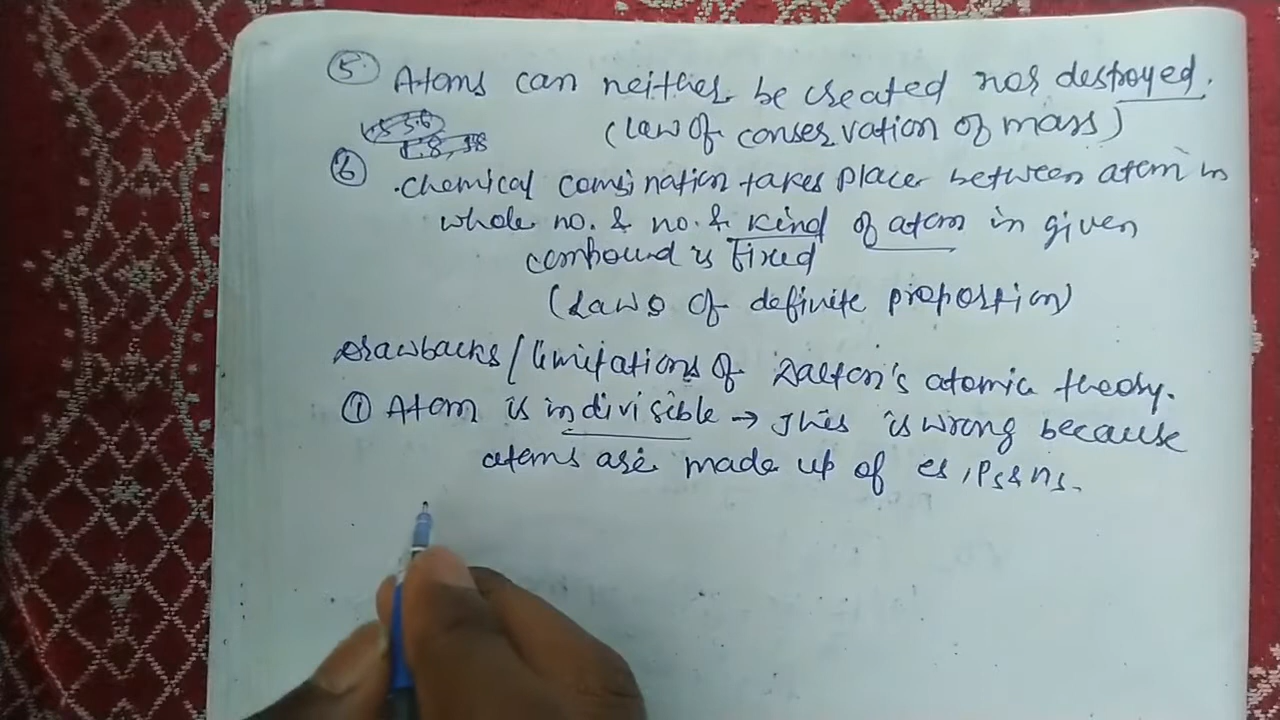 ⑤ Atoms can neither be created nor destroyed.
(Law of conservation of mass)
⑥ Chemical combination takes place between atom in
whole no. & no. & kind of atom in given
compound is fixed
(Laws of definite proportion)
Drawbacks/limitations of Dalton's atomic theory.
① Atom is indivisible → This is wrong because
atoms are made up of es, Ps & ns.